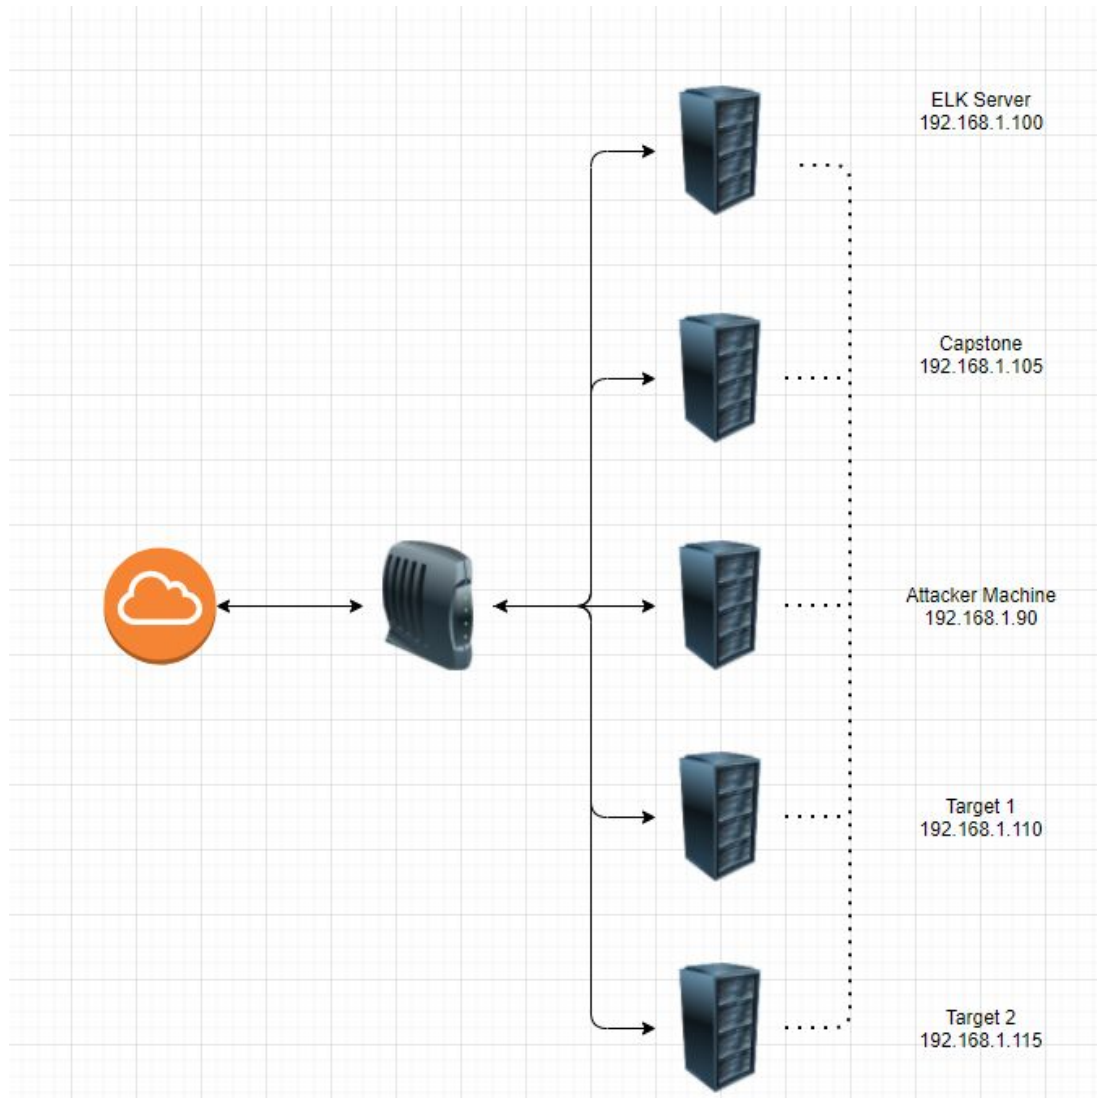 ELK Server
192.168.1.100
Capstone
192.168.1.105
Attacker Machine
192.168.1.90
Target 1
192.168.1.110
Target 2
192.168.1.115